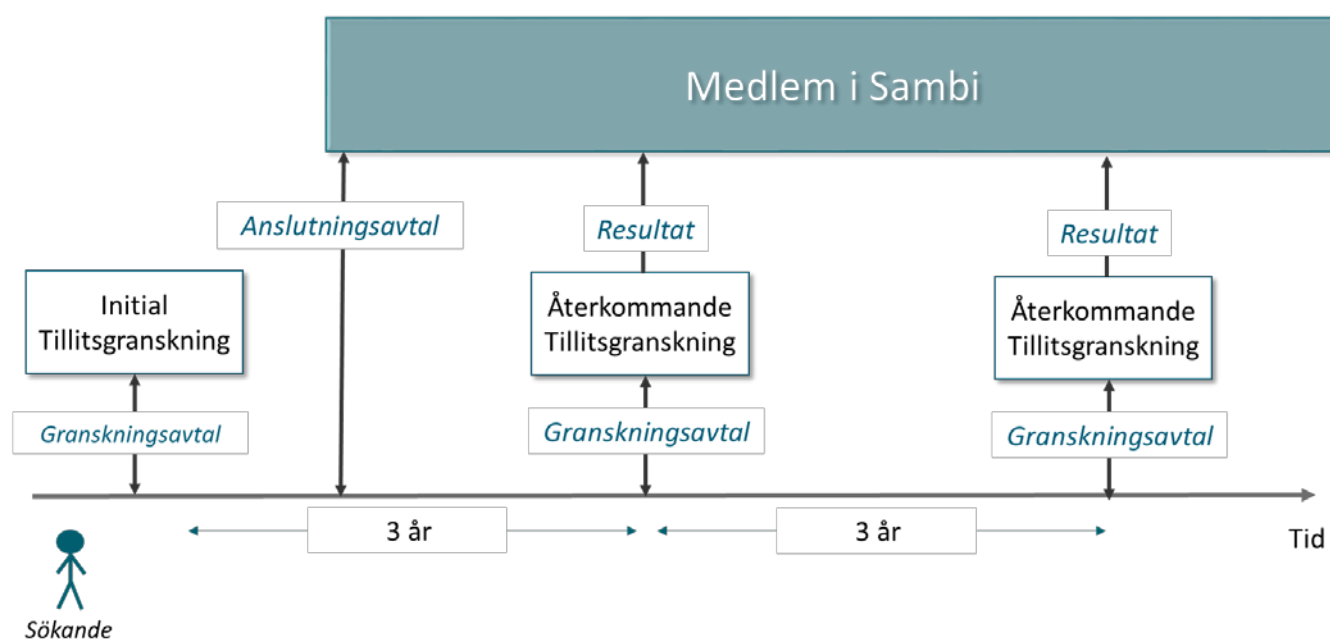 Medlem i Sambi
Anslutningsavtal
Resultat
Resultat
Initial
Tillitsgranskning
Återkommande
Tillitsgranskning
Återkommande
Tillitsgranskning
Granskningsavtal
Granskningsavtal
Granskningsavtal
3 år
3 år
Tid
Sökande